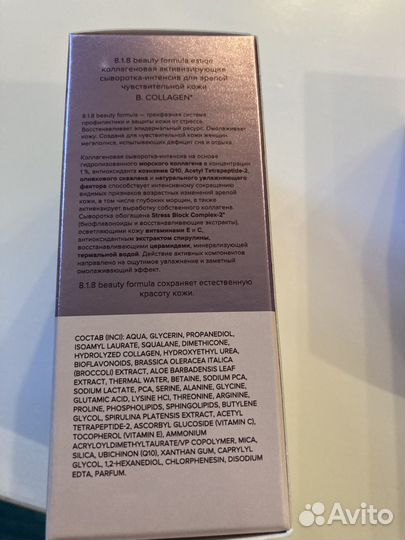 B.1.8 beauty formula estiqe
коллагеновая активизирующая
сыворотка-интенсив для зрелой
чувствительной кожи
B. COLLAGEN®
B.1.8 beauty formula — трехфазная система
профилактики и защиты кожи от стресса.
Восстанавливает эпидермальный ресурс. Омолаживает
кожу. Создана для чувствительной кожи женщин
мегаполиса, испытывающих дефицит сна и отдыха.
Коллагеновая сыворотка-интенсив на основе
гидролизованного морского коллагена в концентрации
1 %, антиоксиданта коэнзима Q10, Acetyl Tetrapeptide-2,
оливкового сквалена и натурального увлажняющего
фактора способствует интенсивному сокращению
видимых признаков возрастных изменений зрелой
кожи, в том числе глубоких морщин, а также
активизирует выработку собственного коллагена.
Сыворотка обогащена Stress Block Complex-2®
(биофлавоноиды и восстанавливающие экстракты),
осветляющими кожу витаминами Е и С,
антиоксидантным экстрактом спирулины,
восстанавливающими церамидами, минерализующей
термальной водой. Действие активных компонентов
направлено на ощутимое увлажнение и заметный
омолаживающий эффект.
B.1.8 beauty formula сохраняет естественную
красоту кожи.
СОСТАВ (INCI): AQUA, GLYCERIN, PROPANEDIOL,
ISOAMYL LAURATE, SQUALANE, DIMETHICONE,
HYDROLYZED COLLAGEN, HYDROXYETHYL UREA,
BIOFLAVONOIDS, BRASSICA OLERACEA ITALICA
(BROCCOLI) EXTRACT, ALOE BARBADENSIS LEAF
EXTRACT, THERMAL WATER, BETAINE, SODIUM PCA,
SODIUM LACTATE, PCA, SERINE, ALANINE, GLYCINE,
GLUTAMIC ACID, LYSINE HCl, THREONINE, ARGININE,
PROLINE, PHOSPHOLIPIDS, SPHINGOLIPIDS, BUTYLENE
GLYCOL, SPIRULINA PLATENSIS EXTRACT, ACETYL
TETRAPEPTIDE-2, ASCORBYL GLUCOSIDE (VITAMIN C),
TOCOPHEROL (VITAMIN E), AMMONIUM
ACRYLOYLDIMETHYLTAURATE/VP COPOLYMER, MICA,
SILICA, UBICHINON (Q10), XANTHAN GUM, CAPRYLYL
GLYCOL, 1,2-HEXANEDIOL, CHLORPHENESIN, DISODIUM
EDTA, PARFUM.
Avito